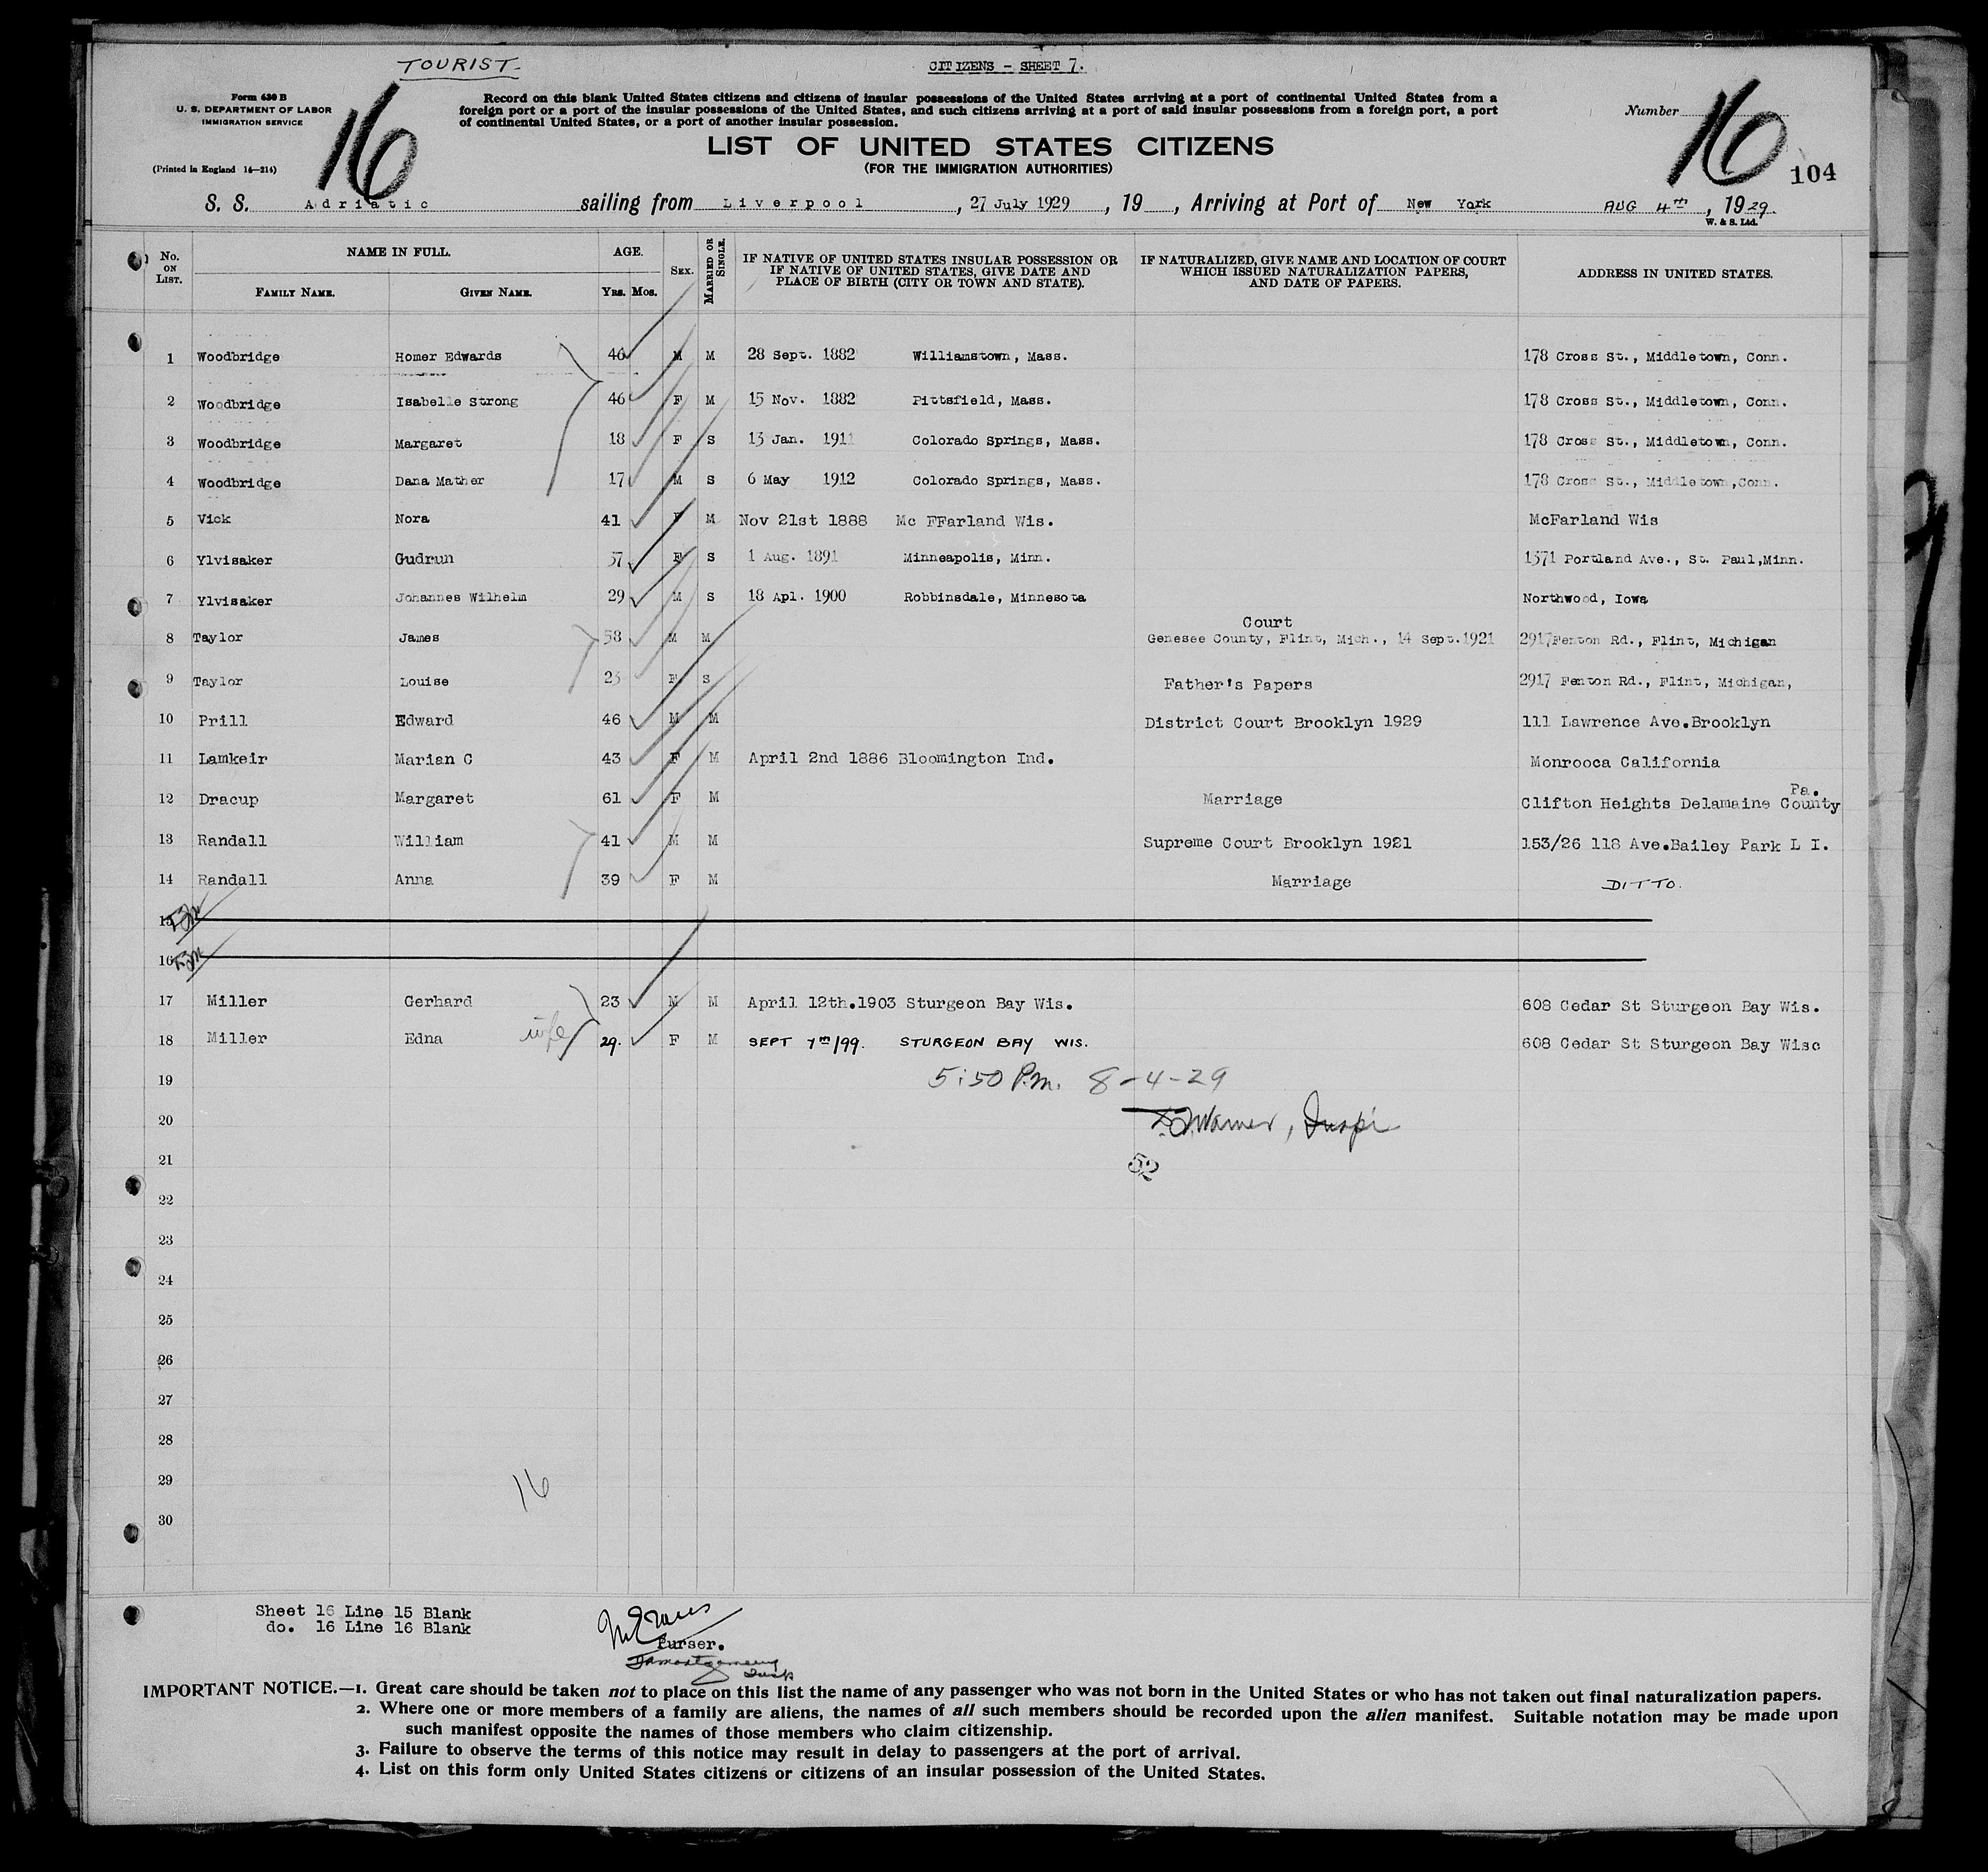 TOURIST
CITIZENS - SHEET 7.
Form 630 B
U. S. DEPARTMENT OF LABOR
IMMIGRATION SERVICE
(Printed in England 14—214)
16
Record on this blank United States citizens and citizens of insular possessions of the United States arriving at a port of continental United States from a
foreign port or a port of the insular possessions of the United States, and such citizens arriving at a port of said insular possessions from a foreign port, a port
of continental United States, or a port of another insular possession.
Number 16
104
LIST OF UNITED STATES CITIZENS
(FOR THE IMMIGRATION AUTHORITIES)
S. S. Adriatic sailing from Liverpool, 27 July 1929, 19 , Arriving at Port of New York AUG 4th, 1929.
W. & S. Ltd.
No. ON LIST. NAME IN FULL. FAMILY NAME. GIVEN NAME. AGE. Yrs. Mos. SEX. MARRIED OR SINGLE. IF NATIVE OF UNITED STATES INSULAR POSSESSION OR IF NATIVE OF UNITED STATES, GIVE DATE AND PLACE OF BIRTH (CITY OR TOWN AND STATE). IF NATURALIZED, GIVE NAME AND LOCATION OF COURT WHICH ISSUED NATURALIZATION PAPERS, AND DATE OF PAPERS. ADDRESS IN UNITED STATES.
1 Woodbridge Homer Edwards 46 M M 28 Sept. 1882 Williamstown, Mass. 178 Cross St., Middletown, Conn.
2 Woodbridge Isabelle Strong 46 F M 15 Nov. 1882 Pittsfield, Mass. 178 Cross St., Middletown, Conn.
3 Woodbridge Margaret 18 F S 13 Jan. 1911 Colorado Springs, Mass. 178 Cross St., Middletown, Conn.
4 Woodbridge Dana Mather 17 M S 6 May 1912 Colorado Springs, Mass. 178 Cross St., Middletown,Conn.
5 Vick Nora 41 F M Nov 21st 1888 Mc FFarland Wis. McFarland Wis
6 Ylvisaker Gudrun 37 F S 1 Aug. 1891 Minneapolis, Minn. 1571 Portland Ave., St. Paul,Minn.
7 Ylvisaker Johannes Wilhelm 29 M S 18 Apl. 1900 Robbinsdale, Minnesota Northwood, Iowa
8 Taylor James 58 M M Court Genesee County, Flint, Mich., 14 Sept.1921 2917Fenton Rd., Flint, Michigan
9 Taylor Louise 23 F S Father's Papers 2917 Fenton Rd., Flint, Michigan,
10 Prill Edward 46 M M District Court Brooklyn 1929 111 Lawrence Ave.Brooklyn
11 Lamkeir Marian C 43 F M April 2nd 1886 Bloomington Ind. Monrooca California
12 Dracup Margaret 61 F M Marriage Clifton Heights Delamaine County Pa.
13 Randall William 41 M M Supreme Court Brooklyn 1921 153/26 118 Ave.Bailey Park L I.
14 Randall Anna 39 F M Marriage DITTO.
15
16
17 Miller Gerhard 23 M M April 12th.1903 Sturgeon Bay Wis. 608 Cedar St Sturgeon Bay Wis.
18 Miller Edna wife 29. F M SEPT 7th/99. STURGEON BAY WIS. 608 Cedar St Sturgeon Bay Wisc
19
5:50 P.m. 8-4-29
20
Warner, Insp'r
21
52
22
23
24
25
26
27
28
29
16
30
Sheet 16 Line 15 Blank
do. 16 Line 16 Blank
Purser.
IMPORTANT NOTICE.—1. Great care should be taken not to place on this list the name of any passenger who was not born in the United States or who has not taken out final naturalization papers.
2. Where one or more members of a family are aliens, the names of all such members should be recorded upon the alien manifest. Suitable notation may be made upon
such manifest opposite the names of those members who claim citizenship.
3. Failure to observe the terms of this notice may result in delay to passengers at the port of arrival.
4. List on this form only United States citizens or citizens of an insular possession of the United States.